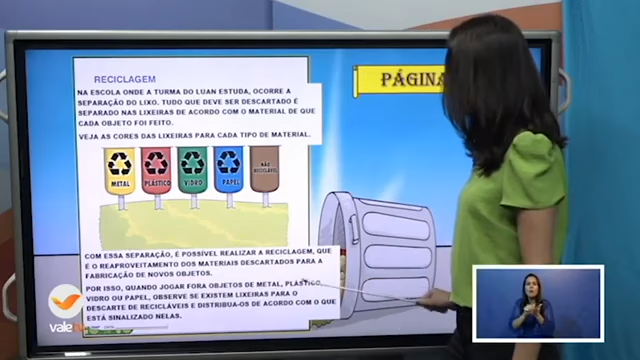 RECICLAGEM
NA ESCOLA ONDE A TURMA DO LUAN ESTUDA, OCORRE A
SEPARAÇÃO DO LIXO. TUDO QUE DEVE SER DESCARTADO É
SEPARADO NAS LIXEIRAS DE ACORDO COM O MATERIAL DE QUE
CADA OBJETO FOI FEITO.
VEJA AS CORES DAS LIXEIRAS PARA CADA TIPO DE MATERIAL.
METAL PLÁSTICO VIDRO PAPEL NÃO
RECICLÁVEL
COM ESSA SEPARAÇÃO, É POSSÍVEL REALIZAR A RECICLAGEM, QUE
É O REAPROVEITAMENTO DOS MATERIAIS DESCARTADOS PARA A
FABRICAÇÃO DE NOVOS OBJETOS.
POR ISSO, QUANDO JOGAR FORA OBJETOS DE METAL, PLÁSTICO,
VIDRO OU PAPEL, OBSERVE SE EXISTEM LIXEIRAS PARA O
DESCARTE DE RECICLÁVEIS E DISTRIBUA-OS DE ACORDO COM O QUE
ESTÁ SINALIZADO NELAS.
PÁGINA
vale